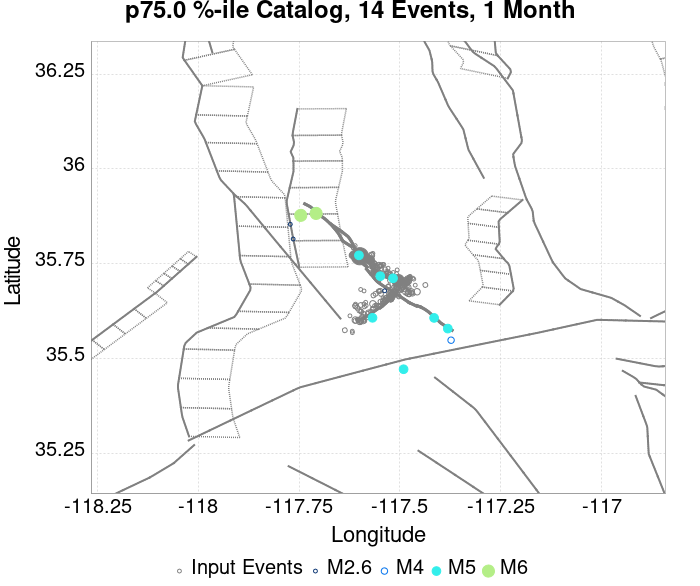 p75.0 %-ile Catalog, 14 Events, 1 Month
36.25
36
35.75
35.5
35.25
Latitude
-118.25 -118 -117.75 -117.5 -117.25 -117
Longitude
Input Events M2.6 M4 M5 M6